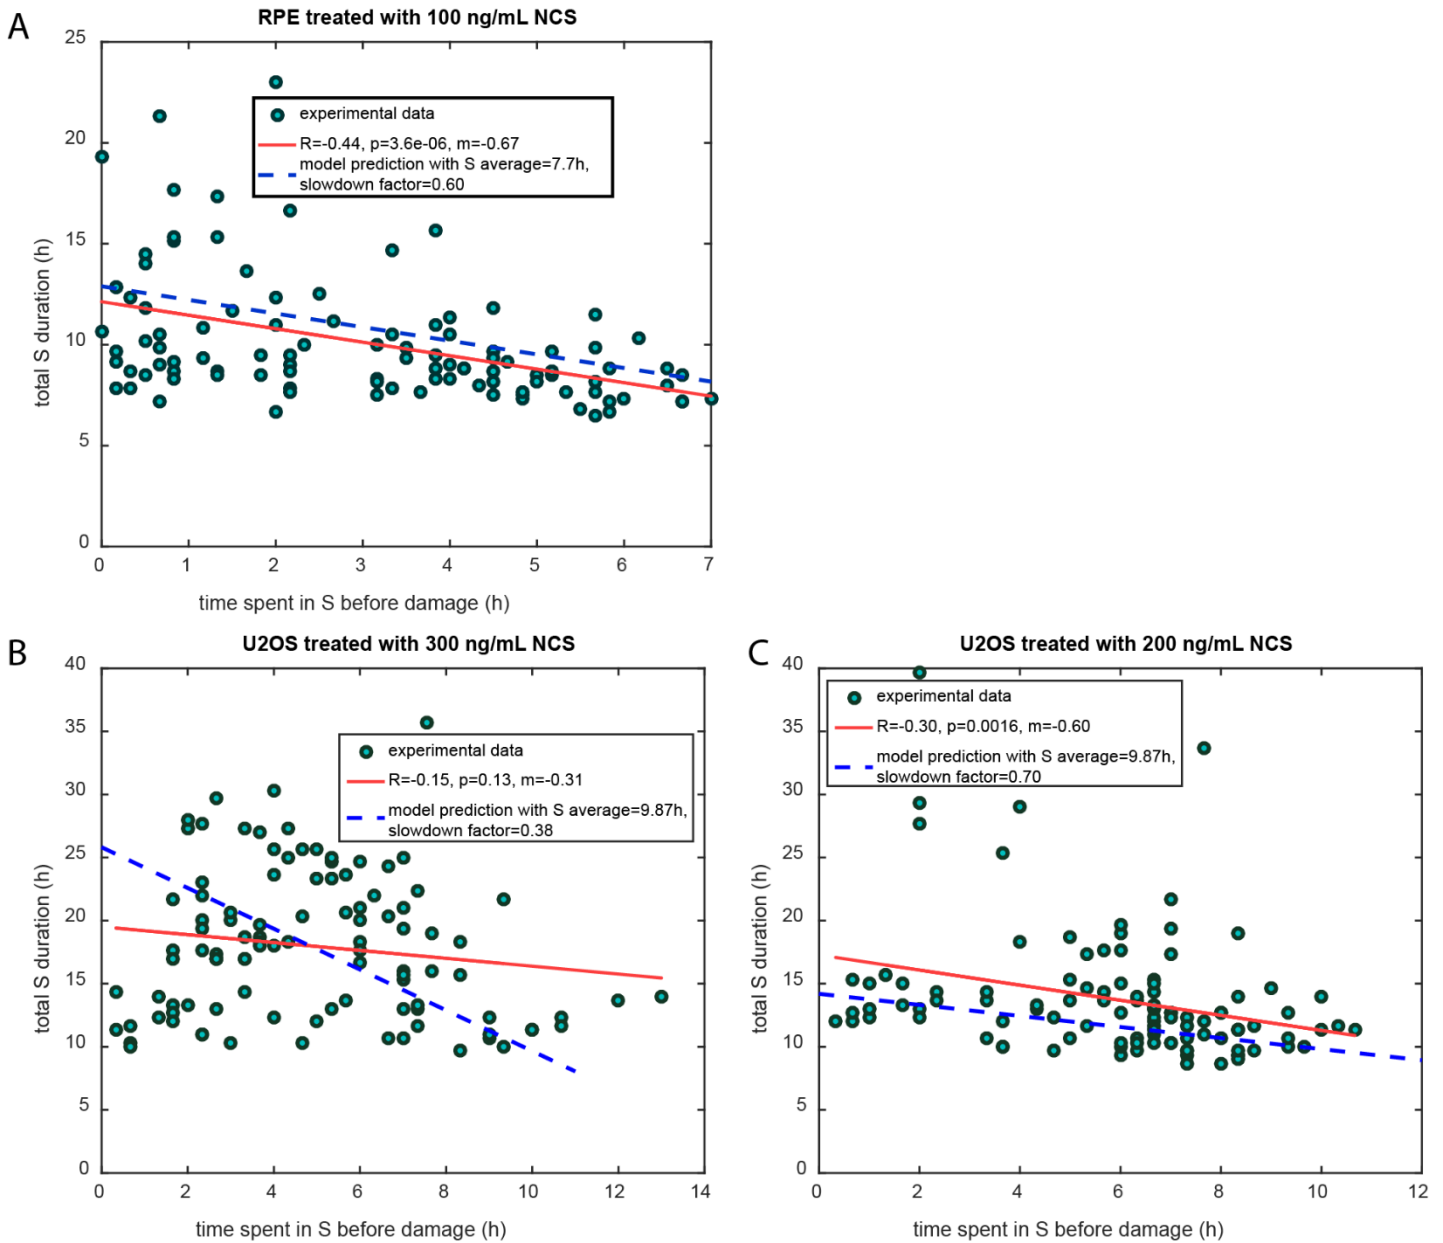 A
RPE treated with 100 ng/mL NCS
25
20
15
10
5
0
total S duration (h)
experimental data
R=-0.44, p=3.6e-06, m=-0.67
model prediction with S average=7.7h,
slowdown factor=0.60
0 1 2 3 4 5 6 7
time spent in S before damage (h)
B
U2OS treated with 300 ng/mL NCS
40
35
30
25
20
15
10
5
0
total S duration (h)
experimental data
R=-0.15, p=0.13, m=-0.31
model prediction with S average=9.87h,
slowdown factor=0.38
0 2 4 6 8 10 12 14
time spent in S before damage (h)
C
U2OS treated with 200 ng/mL NCS
40
35
30
25
20
15
10
5
0
total S duration (h)
experimental data
R=-0.30, p=0.0016, m=-0.60
model prediction with S average=9.87h,
slowdown factor=0.70
0 2 4 6 8 10 12
time spent in S before damage (h)